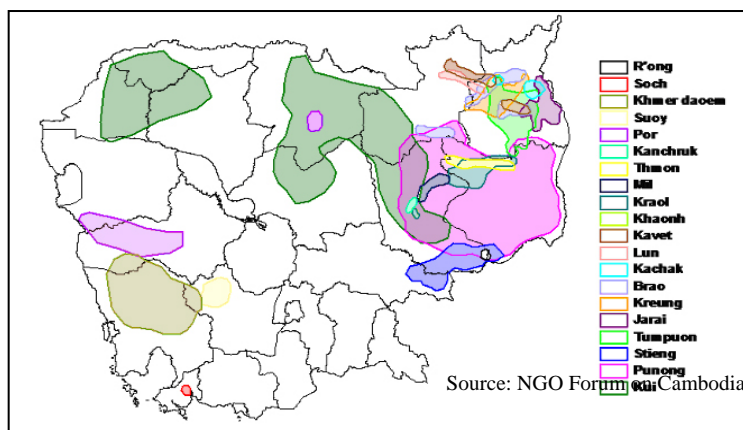 R'ong
Soch
Khmer daoem
Suoy
Por
Kanchruk
Thmon
Mil
Kraol
Khaonh
Kavet
Lun
Kachak
Brao
Kreung
Jarai
Tumpuon
Stieng
Punong
Kui
Source: NGO Forum on Cambodia